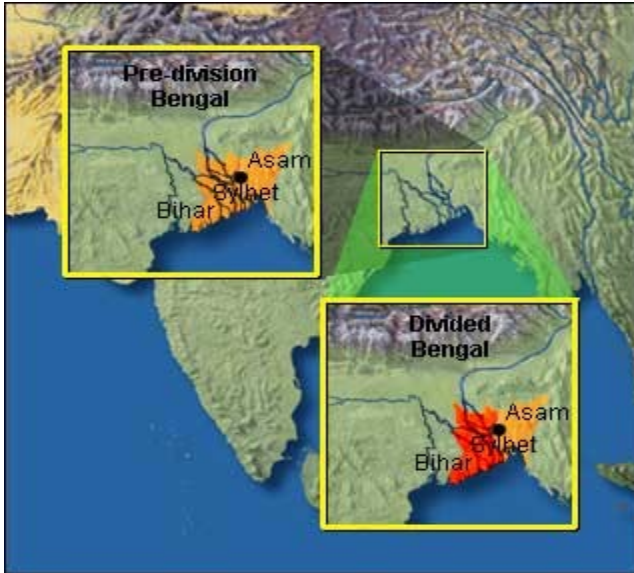 Pre-division
Bengal
Asam
Sylhet
Bihar
Divided
Bengal
Asam
Sylhet
Bihar